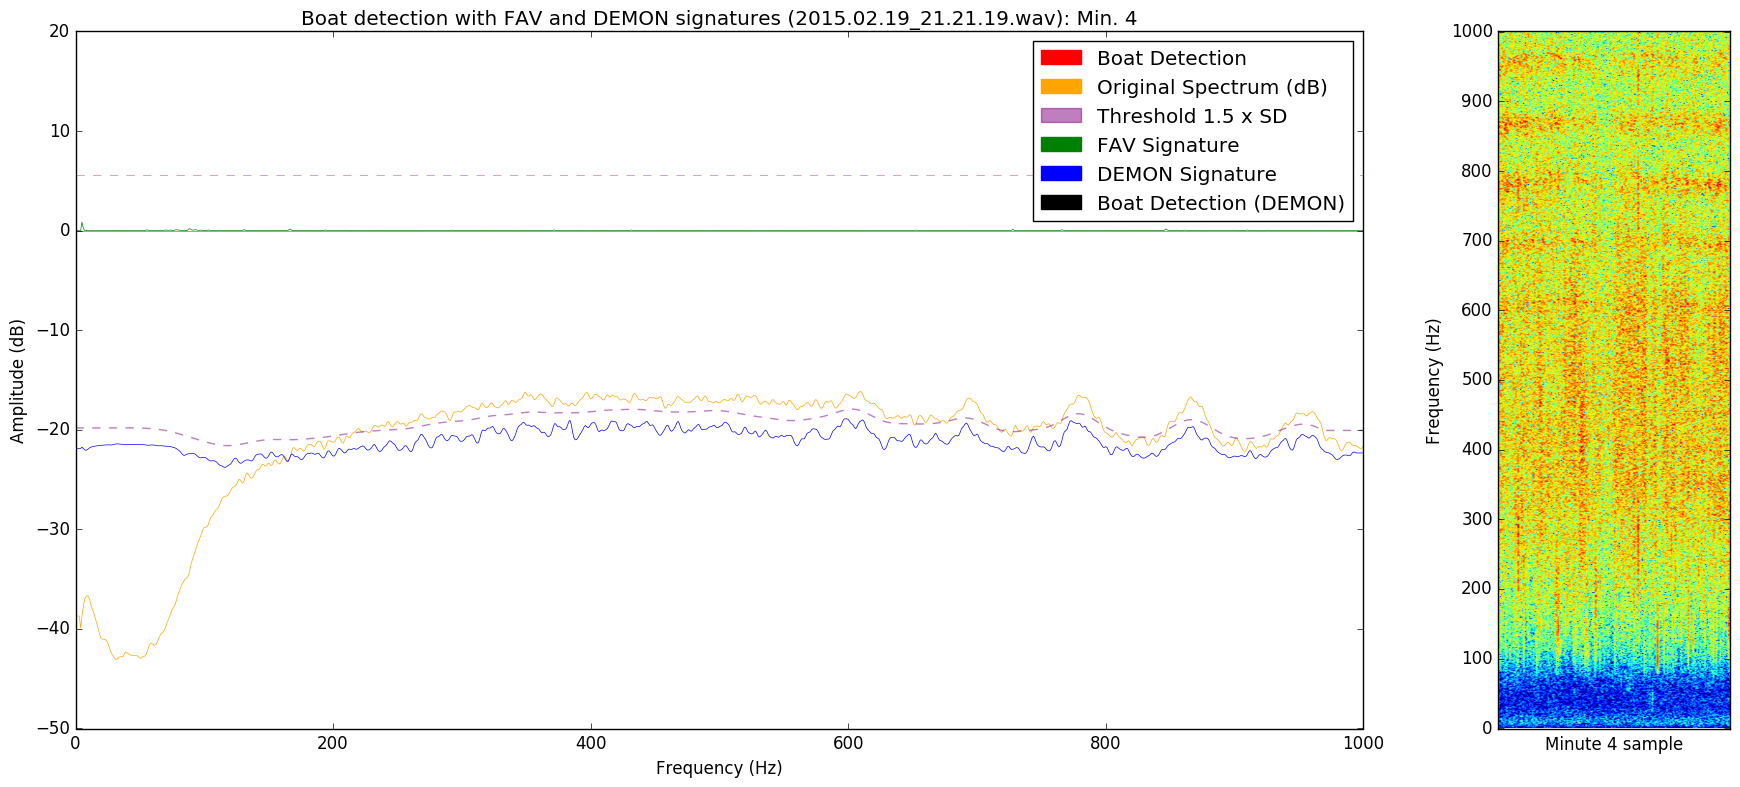 Boat detection with FAV and DEMON signatures (2015.02.19_21.21.19.wav): Min. 4
20
10
0
−10
−20
−30
−40
−50
Amplitude (dB)
0
200
400
600
800
1000
Frequency (Hz)
Boat Detection
Original Spectrum (dB)
Threshold 1.5 x SD
FAV Signature
DEMON Signature
Boat Detection (DEMON)
1000
900
800
700
600
500
400
300
200
100
0
Frequency (Hz)
Minute 4 sample